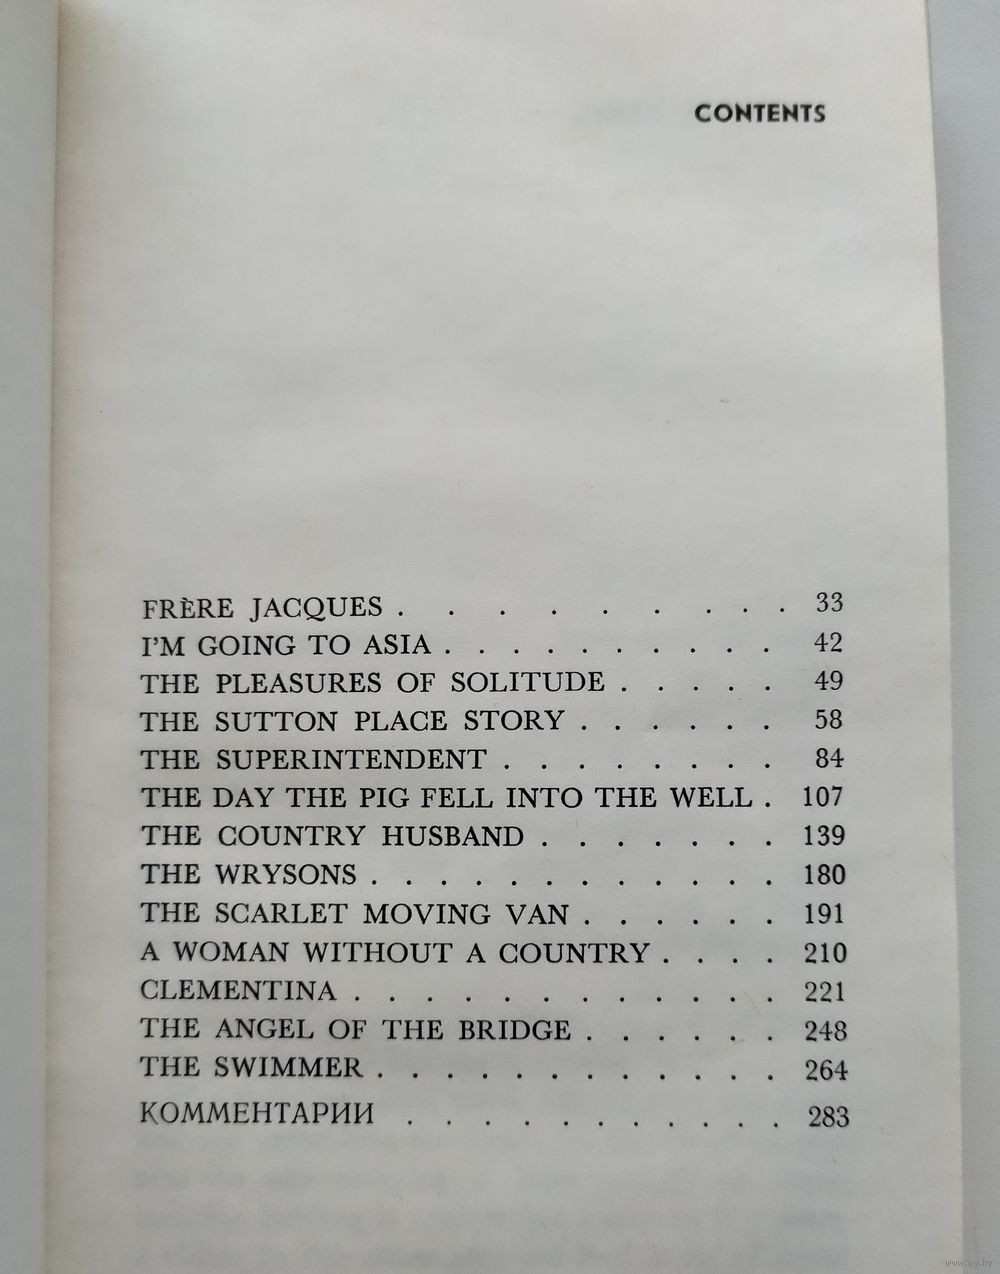 CONTENTS
FRÈRE JACQUES . . . . . . . . . . 33
I'M GOING TO ASIA . . . . . . . . . . 42
THE PLEASURES OF SOLITUDE . . . . . 49
THE SUTTON PLACE STORY . . . . . . 58
THE SUPERINTENDENT . . . . . . . . 84
THE DAY THE PIG FELL INTO THE WELL . 107
THE COUNTRY HUSBAND . . . . . . . 139
THE WRYSONS . . . . . . . . . . . . 180
THE SCARLET MOVING VAN . . . . . . 191
A WOMAN WITHOUT A COUNTRY . . . . 210
CLEMENTINA . . . . . . . . . . . . . 221
THE ANGEL OF THE BRIDGE . . . . . . 248
THE SWIMMER . . . . . . . . . . . . 264
КОММЕНТАРИИ . . . . . . . . . . 283
www.ay.by